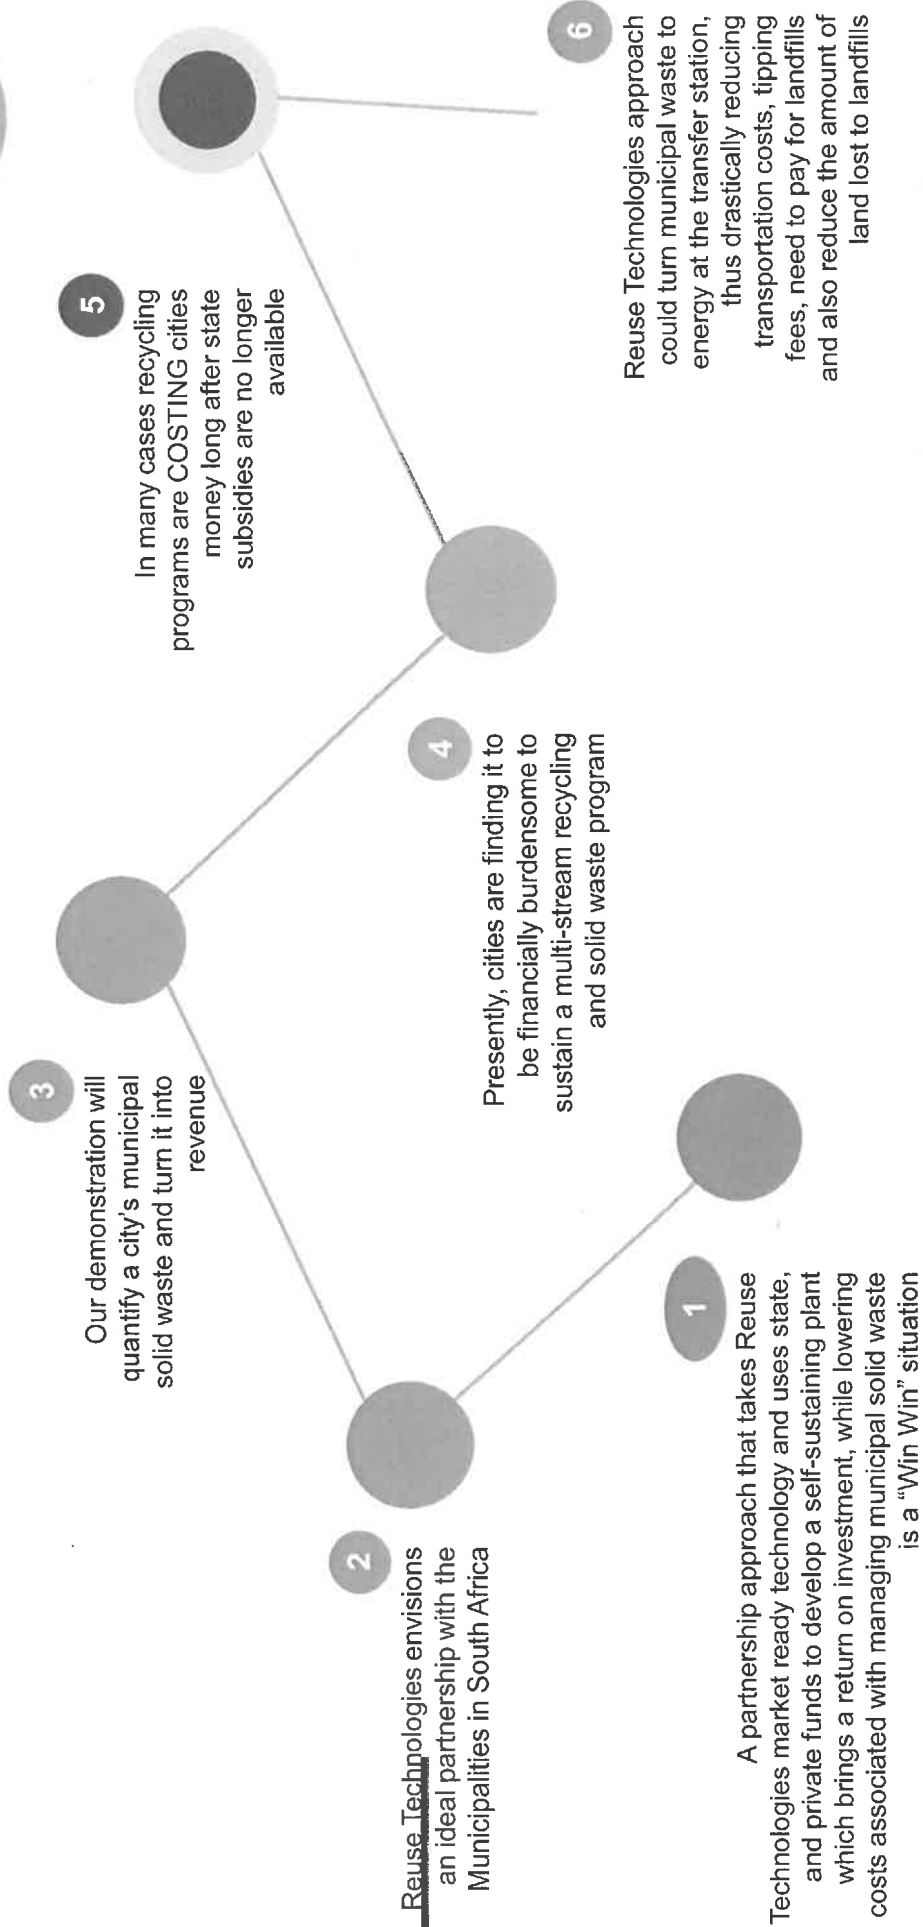 1
A partnership approach that takes Reuse
Technologies market ready technology and uses state,
and private funds to develop a self-sustaining plant
which brings a return on investment, while lowering
costs associated with managing municipal solid waste
is a “Win Win” situation
2
Reuse Technologies envisions
an ideal partnership with the
Municipalities in South Africa
3
Our demonstration will
quantify a city’s municipal
solid waste and turn it into
revenue
4
Presently, cities are finding it to
be financially burdensome to
sustain a multi-stream recycling
and solid waste program
5
In many cases recycling
programs are COSTING cities
money long after state
subsidies are no longer
available
6
Reuse Technologies approach
could turn municipal waste to
energy at the transfer station,
thus drastically reducing
transportation costs, tipping
fees, need to pay for landfills
and also reduce the amount of
land lost to landfills